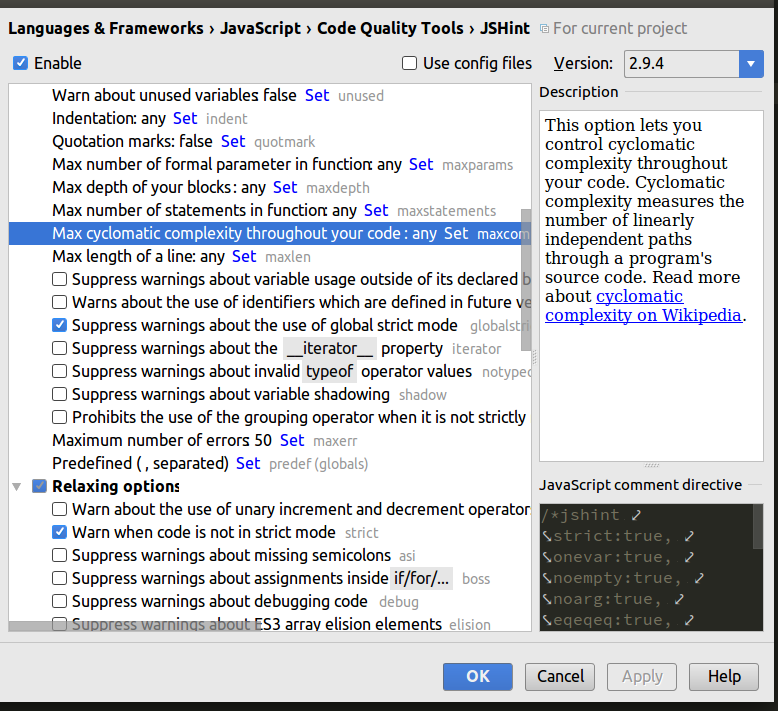 Languages & Frameworks › JavaScript › Code Quality Tools › JSHint For current project
Enable
Use config files
Version: 2.9.4
Warn about unused variables: false Set unused
Indentation: any Set indent
Quotation marks: false Set quotmark
Max number of formal parameter in function: any Set maxparams
Max depth of your blocks: any Set maxdepth
Max number of statements in function: any Set maxstatements
Max cyclomatic complexity throughout your code: any Set maxcom
Max length of a line: any Set maxlen
Suppress warnings about variable usage outside of its declared
Warns about the use of identifiers which are defined in future
Suppress warnings about the use of global strict mode globalstri
Suppress warnings about the __iterator__ property iterator
Suppress warnings about invalid typeof operator values notypeo
Suppress warnings about variable shadowing shadow
Prohibits the use of the grouping operator when it is not strictly
Maximum number of errors: 50 Set maxerr
Predefined ( , separated) Set predef (globals)
Relaxing options
Warn about the use of unary increment and decrement operator
Warn when code is not in strict mode strict
Suppress warnings about missing semicolons asi
Suppress warnings about assignments inside if/for/... boss
Suppress warnings about debugging code debug
Suppress warnings about ES3 array elision elements elision
Description
This option lets you
control cyclomatic
complexity throughout
your code. Cyclomatic
complexity measures the
number of linearly
independent paths
through a program's
source code. Read more
about cyclomatic
complexity on Wikipedia.
JavaScript comment directive
/*jshint
strict:true,
onevar:true,
noempty:true,
noarg:true,
eqeqeq:true,
OK
Cancel
Apply
Help